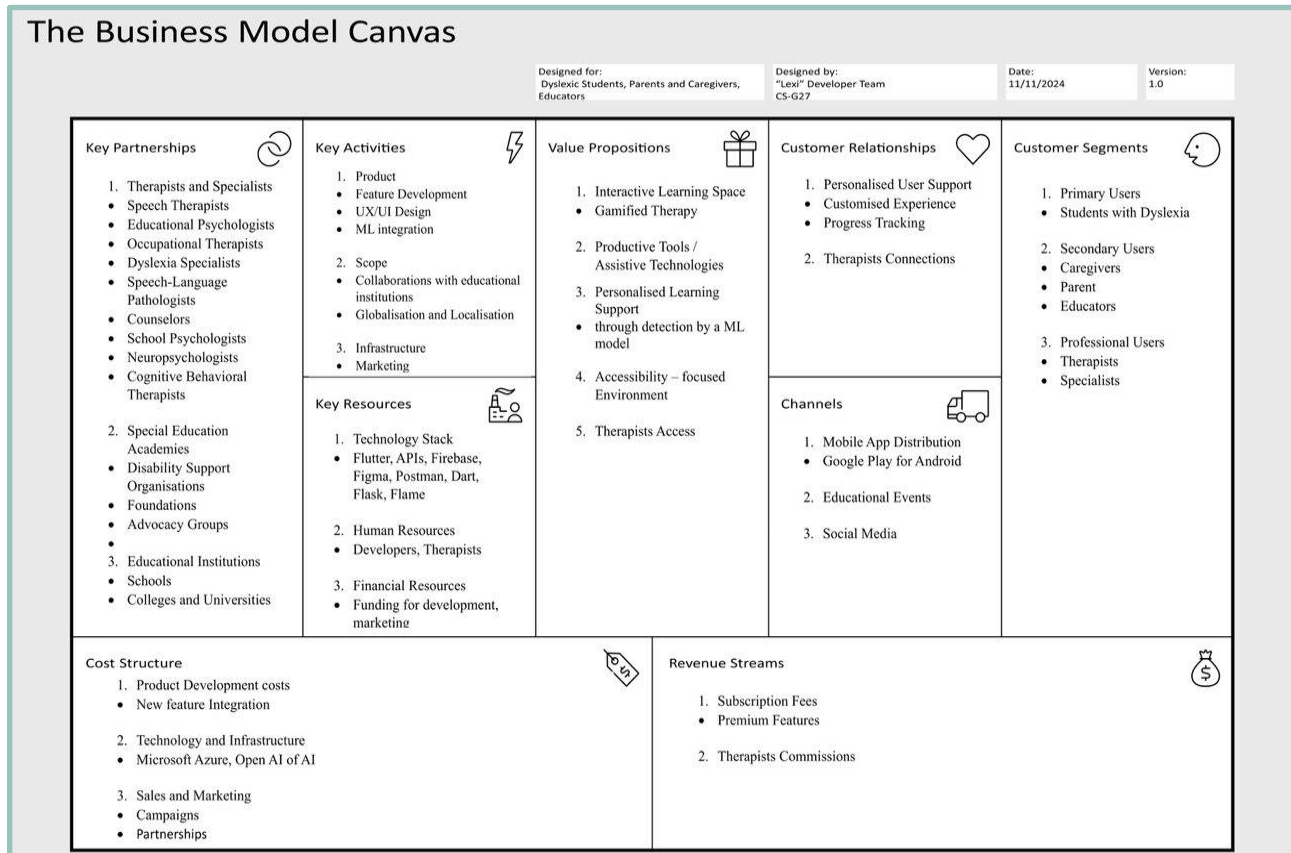 The Business Model Canvas
Designed for:
Dyslexic Students, Parents and Caregivers,
Educators
Designed by:
“Lexi” Developer Team
CS-G27
Date:
11/11/2024
Version:
1.0
Key Partnerships
1. Therapists and Specialists
• Speech Therapists
• Educational Psychologists
• Occupational Therapists
• Dyslexia Specialists
• Speech-Language
Pathologists
• Counselors
• School Psychologists
• Neuropsychologists
• Cognitive Behavioral
Therapists
2. Special Education
Academies
• Disability Support
Organisations
• Foundations
• Advocacy Groups
•
3. Educational Institutions
• Schools
• Colleges and Universities
Key Activities
1. Product
• Feature Development
• UX/UI Design
• ML integration
2. Scope
• Collaborations with educational
institutions
• Globalisation and Localisation
3. Infrastructure
• Marketing
Key Resources
1. Technology Stack
• Flutter, APIs, Firebase,
Figma, Postman, Dart,
Flask, Flame
2. Human Resources
• Developers, Therapists
3. Financial Resources
• Funding for development,
marketing
Value Propositions
1. Interactive Learning Space
• Gamified Therapy
2. Productive Tools /
Assistive Technologies
3. Personalised Learning
Support
• through detection by a ML
model
4. Accessibility – focused
Environment
5. Therapists Access
Customer Relationships
1. Personalised User Support
• Customised Experience
• Progress Tracking
2. Therapists Connections
Channels
1. Mobile App Distribution
• Google Play for Android
2. Educational Events
3. Social Media
Customer Segments
1. Primary Users
• Students with Dyslexia
2. Secondary Users
• Caregivers
• Parent
• Educators
3. Professional Users
• Therapists
• Specialists
Cost Structure
1. Product Development costs
• New feature Integration
2. Technology and Infrastructure
• Microsoft Azure, Open AI of AI
3. Sales and Marketing
• Campaigns
• Partnerships
Revenue Streams
1. Subscription Fees
• Premium Features
2. Therapists Commissions